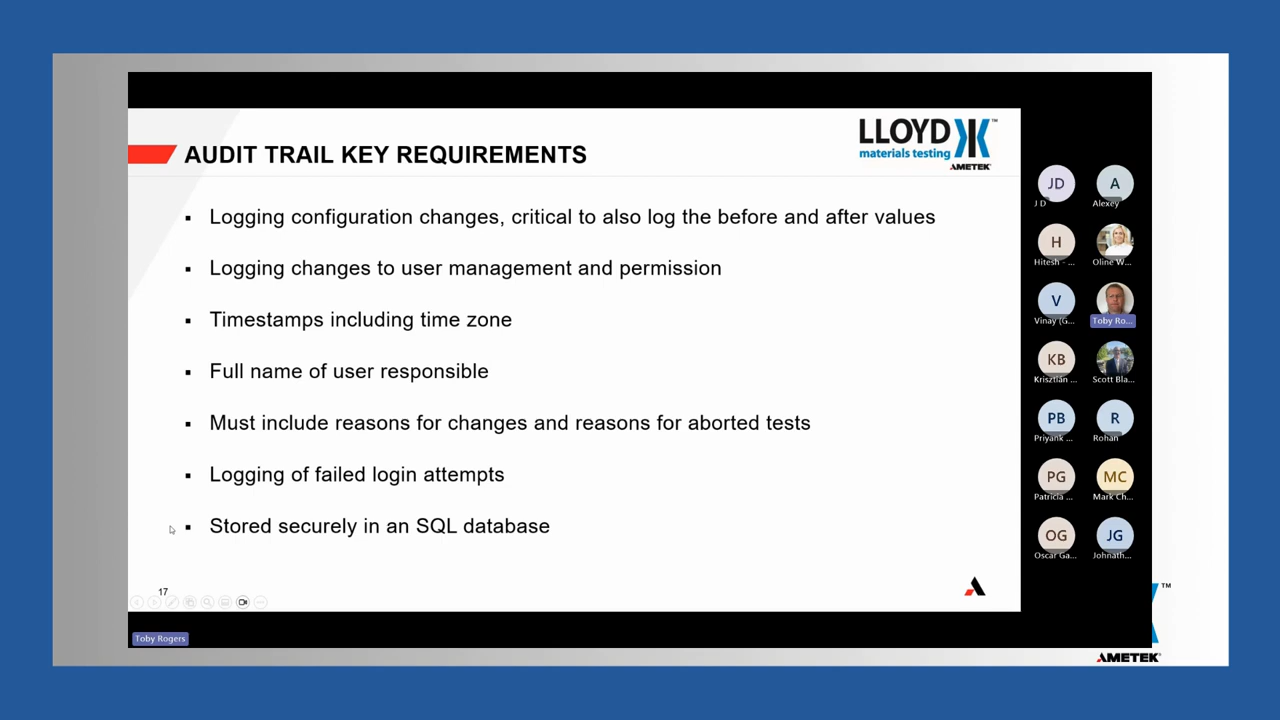 AUDIT TRAIL KEY REQUIREMENTS
LLOYD
™
materials testing
AMETEK
▪ Logging configuration changes, critical to also log the before and after values
▪ Logging changes to user management and permission
▪ Timestamps including time zone
▪ Full name of user responsible
▪ Must include reasons for changes and reasons for aborted tests
▪ Logging of failed login attempts
▪ Stored securely in an SQL database
17
Toby Rogers
JD
J D
A
Alexey
H
Hitesh - ...
Oline W...
V
Vinay (G...
Toby Ro...
KB
Krisztián ...
Scott Bla...
PB
Priyank ...
R
Rohan
PG
Patricia ...
MC
Mark Ch...
OG
Oscar Ga...
JG
Johnath...
™
AMETEK